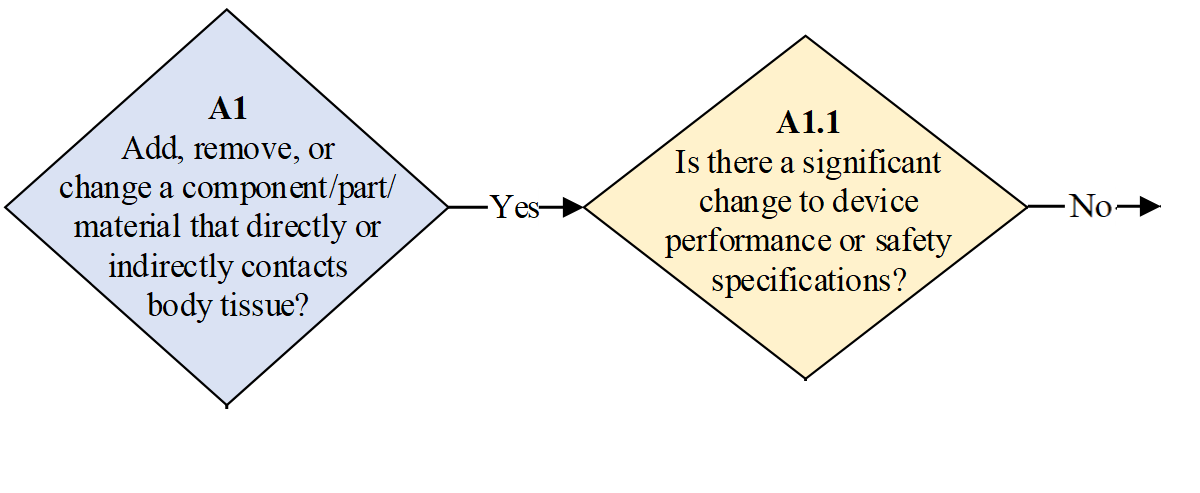 A1
Add, remove, or
change a component/part/
material that directly or
indirectly contacts
body tissue?
Yes
A1.1
Is there a significant
change to device
performance or safety
specifications?
No